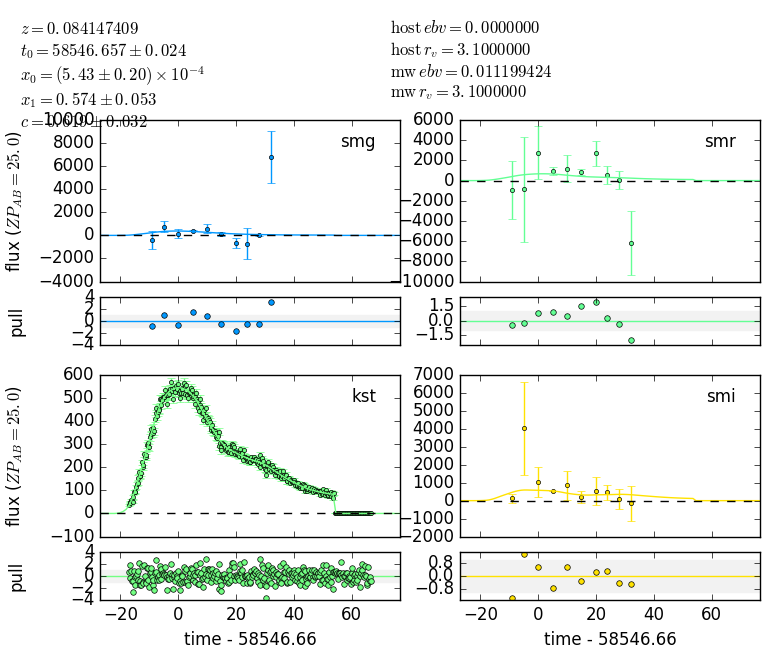 z = 0.084147409
t0 = 58546.657 ± 0.024
x0 = (5.43 ± 0.20) × 10^-4
x1 = 0.574 ± 0.053
host ebv = 0.0000000
host rv = 3.1000000
mw ebv = 0.011199424
mw rv = 3.1000000
smg
flux (ZP_AB = 25.0)
10000
8000
6000
4000
2000
0
−2000
−4000
smr
6000
4000
2000
0
−2000
−4000
−6000
−8000
−10000
pull
4
2
0
−2
−4
1.5
0.0
−1.5
kst
flux (ZP_AB = 25.0)
600
500
400
300
200
100
0
−100
smi
7000
6000
5000
4000
3000
2000
1000
0
−1000
−2000
pull
4
2
0
−2
−4
0.8
0.0
−0.8
−20 0 20 40 60
−20 0 20 40 60
time - 58546.66
time - 58546.66